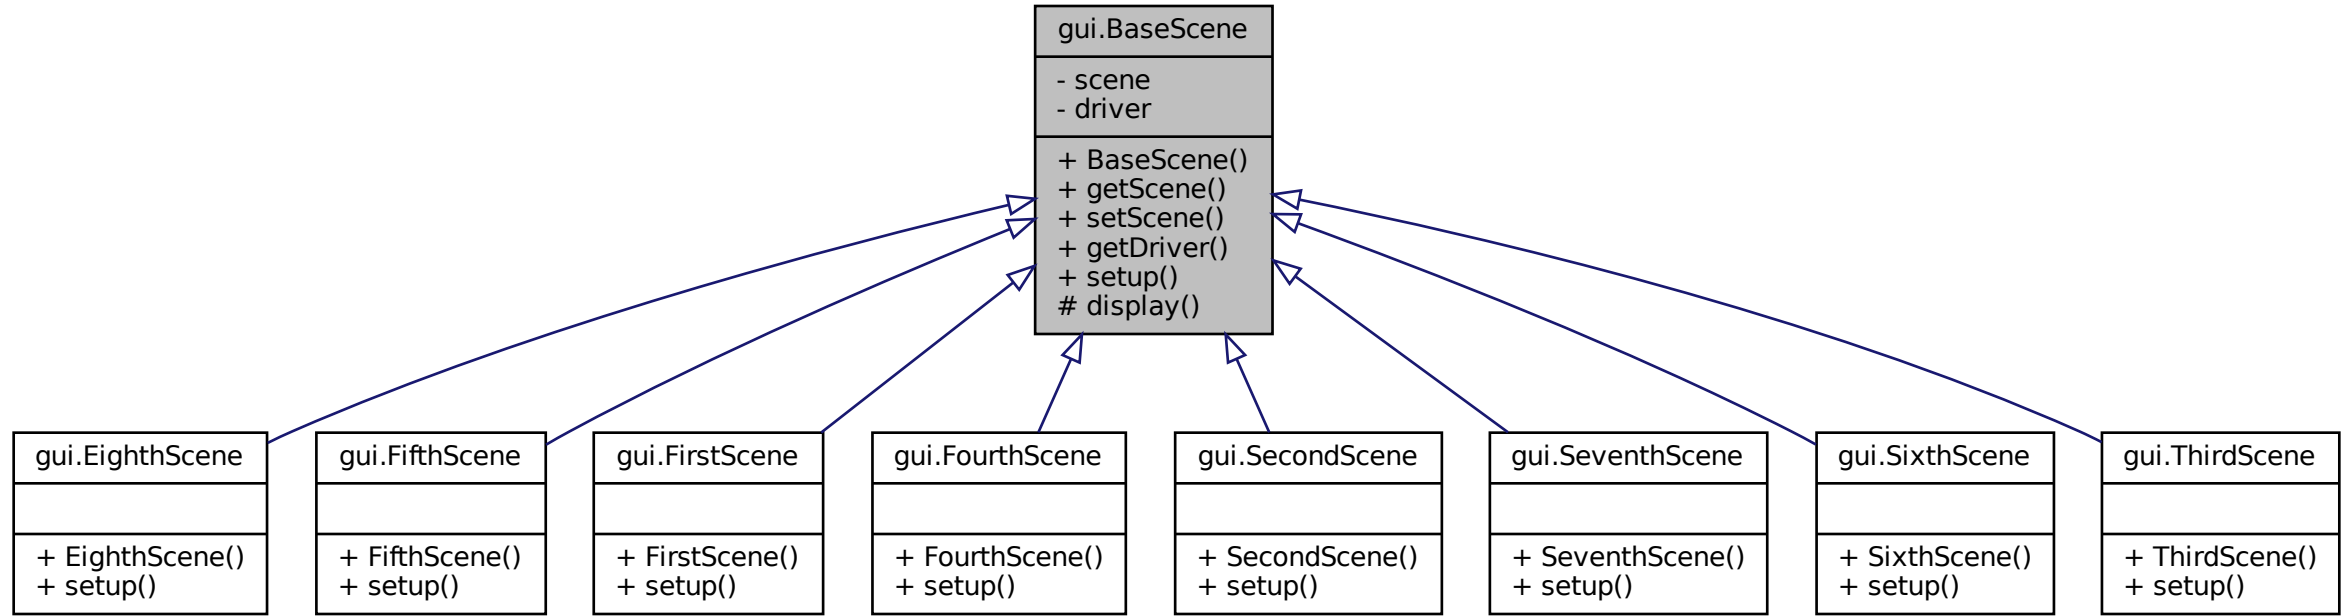 gui.BaseScene
- scene
- driver
+ BaseScene()
+ getScene()
+ setScene()
+ getDriver()
+ setup()
# display()
gui.EighthScene
+ EighthScene()
+ setup()
gui.FifthScene
+ FifthScene()
+ setup()
gui.FirstScene
+ FirstScene()
+ setup()
gui.FourthScene
+ FourthScene()
+ setup()
gui.SecondScene
+ SecondScene()
+ setup()
gui.SeventhScene
+ SeventhScene()
+ setup()
gui.SixthScene
+ SixthScene()
+ setup()
gui.ThirdScene
+ ThirdScene()
+ setup()